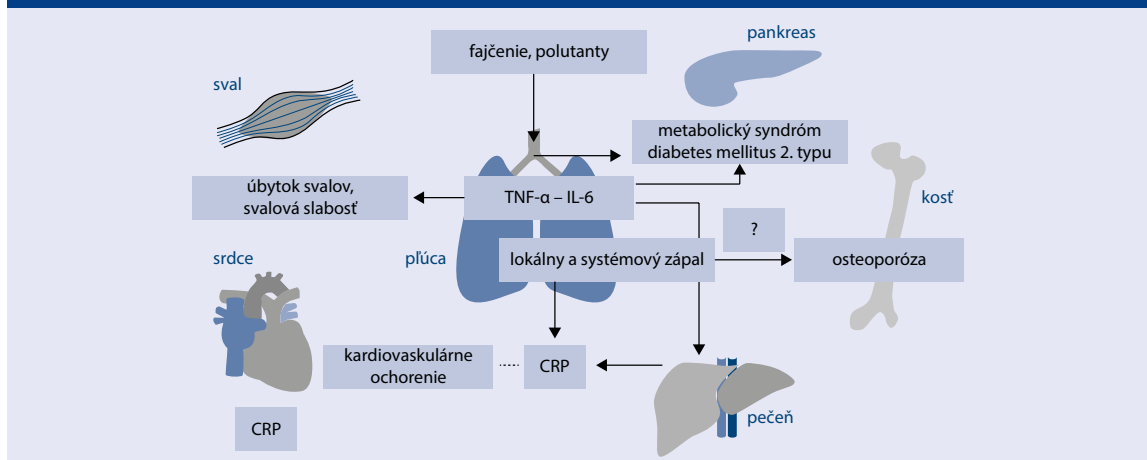 pankreas
fajčenie, polutanty
sval
metabolický syndróm
diabetes mellitus 2. typu
úbytok svalov,
svalová slabosť
TNF-α – IL-6
kosť
?
srdce
pľúca
lokálny a systémový zápal
osteoporóza
kardiovaskulárne
ochorenie
CRP
pečeň
CRP